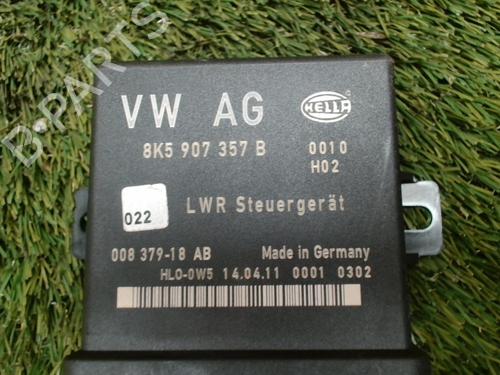 B-PARTS
VW AG
HELLA
8K5 907 357 B
0010
H02
022
LWR Steuergerät
008 379-18 AB
Made in Germany
HLO-0W5 14.04.11 0001 0302